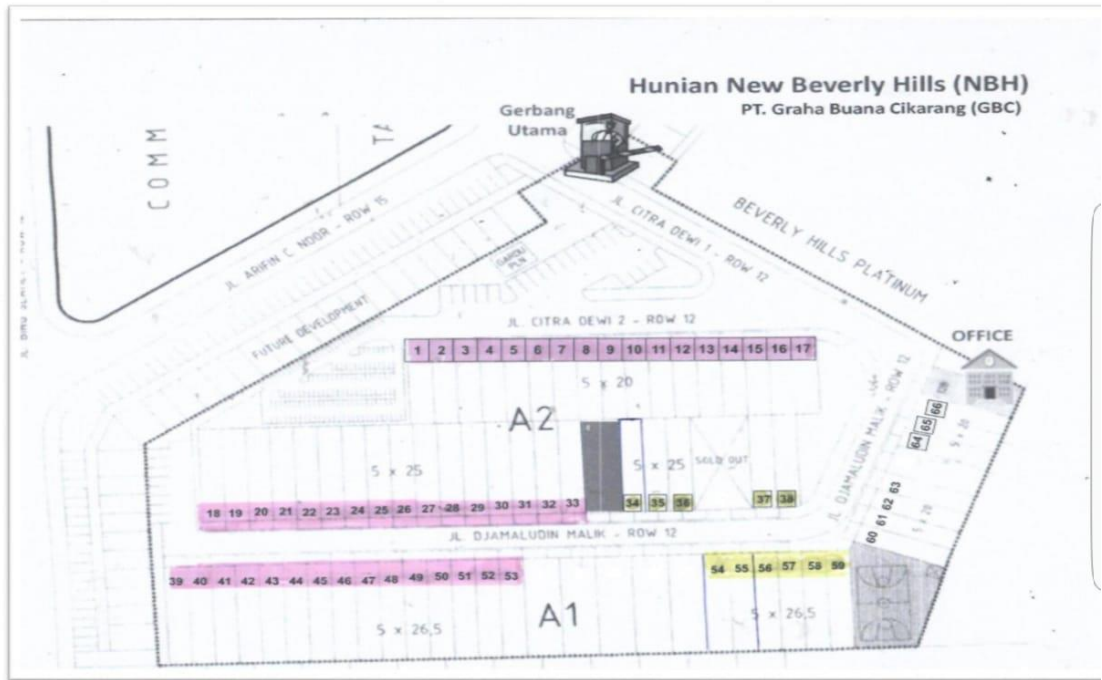 Hunian New Beverly Hills (NBH)
PT. Graha Buana Cikarang (GBC)
Gerbang
Utama
COMM
TA
JL. ARIFIN C. NOOR - ROW 15
FUTURE DEVELOPMENT
GARDU
PLN
JL. CITRA DEWI 1 - ROW 12
BEVERLY HILLS PLATINUM
OFFICE
JL. CITRA DEWI 2 - ROW 12
1 2 3 4 5 6 7 8 9 10 11 12 13 14 15 16 17
5 x 20
A2
5 x 25
5 x 25
SOLD OUT
JL. DJAMALUDIN MALIK - ROW 12
64 65 66
5 x 20
60 61 62 63
5 x 20
18 19 20 21 22 23 24 25 26 27 28 29 30 31 32 33
34 35 36 37 38
JL. DJAMALUDIN MALIK - ROW 12
39 40 41 42 43 44 45 46 47 48 49 50 51 52 53
54 55 56 57 58 59
A1
5 x 26,5
5 x 26,5